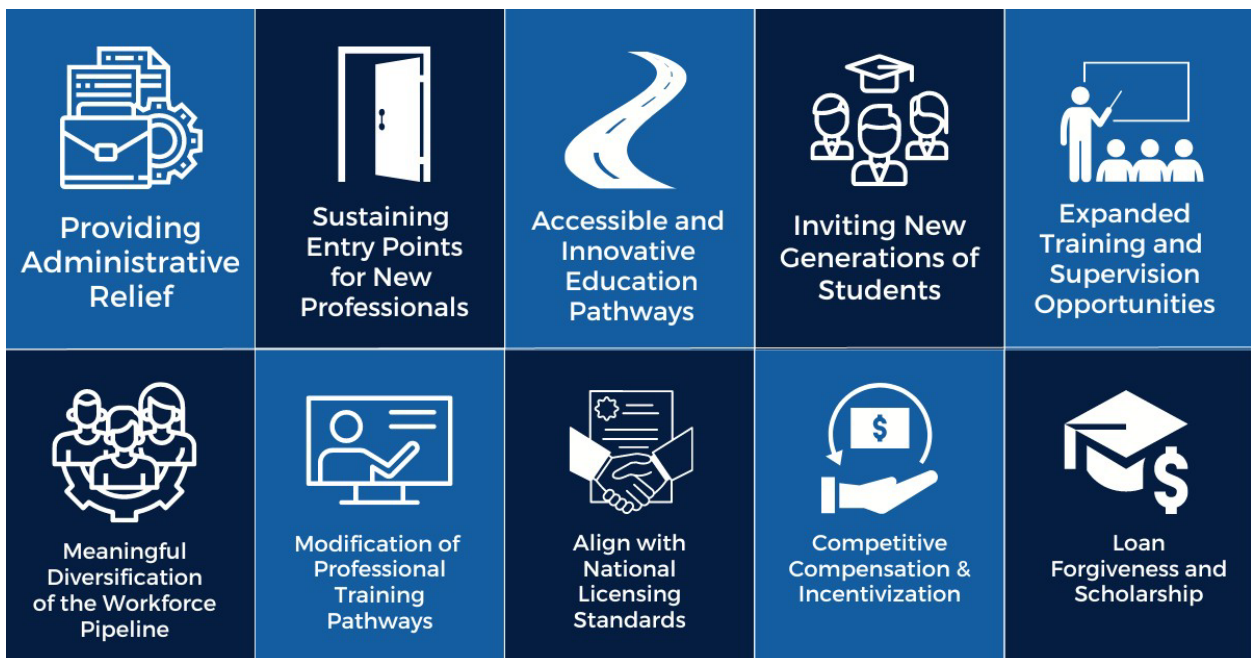 Providing
Administrative
Relief
Sustaining
Entry Points
for New
Professionals
Accessible and
Innovative
Education
Pathways
Inviting New
Generations of
Students
Expanded
Training and
Supervision
Opportunities
Meaningful
Diversification
of the Workforce
Pipeline
Modification of
Professional
Training
Pathways
Align with
National
Licensing
Standards
$
Competitive
Compensation &
Incentivization
$
Loan
Forgiveness and
Scholarship